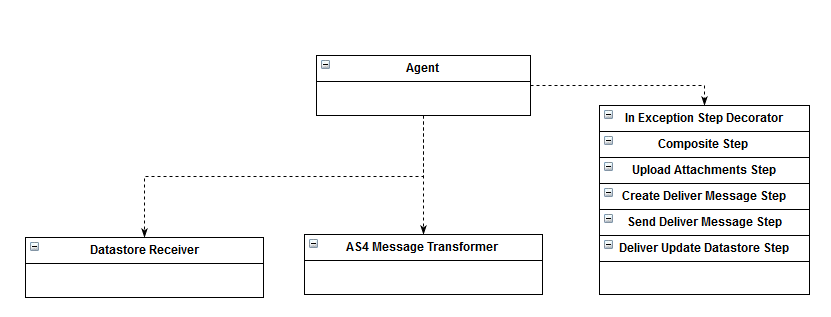 Agent
In Exception Step Decorator
Composite Step
Upload Attachments Step
Create Deliver Message Step
Send Deliver Message Step
Deliver Update Datastore Step
Datastore Receiver
AS4 Message Transformer